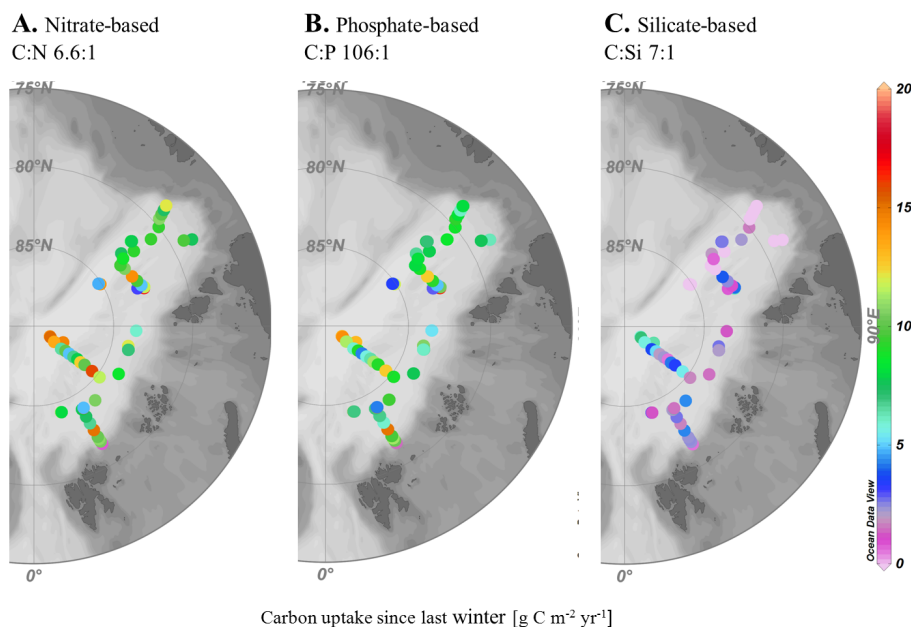 A. Nitrate-based
C:N 6.6:1
B. Phosphate-based
C:P 106:1
C. Silicate-based
C:Si 7:1
75°N
80°N
85°N
0°
75°N
80°N
85°N
0°
75°N
80°N
85°N
0°
90°E
20
15
10
5
0
Ocean Data View
Carbon uptake since last winter [g C m⁻² yr⁻¹]